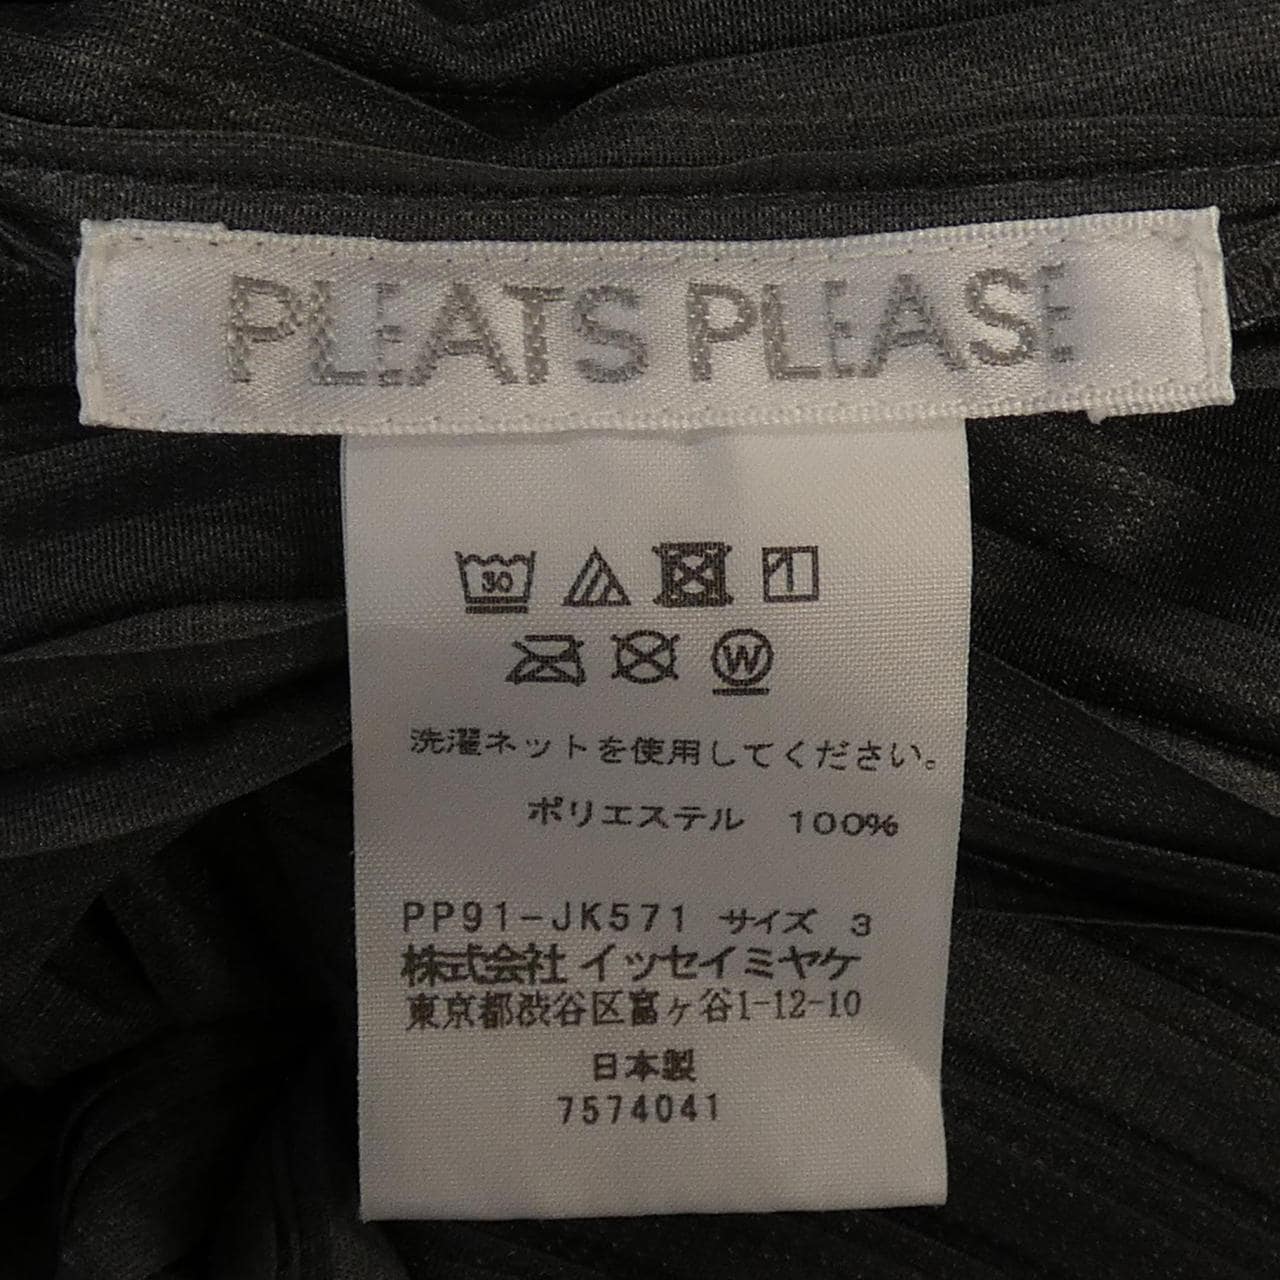 PLEATS PLEASE
30
W
洗濯ネットを使用してください。
ポリエステル 100%
PP91-JK571 サイズ 3
株式会社 イッセイミヤケ
東京都渋谷区富ヶ谷1-12-10
日本製
7574041